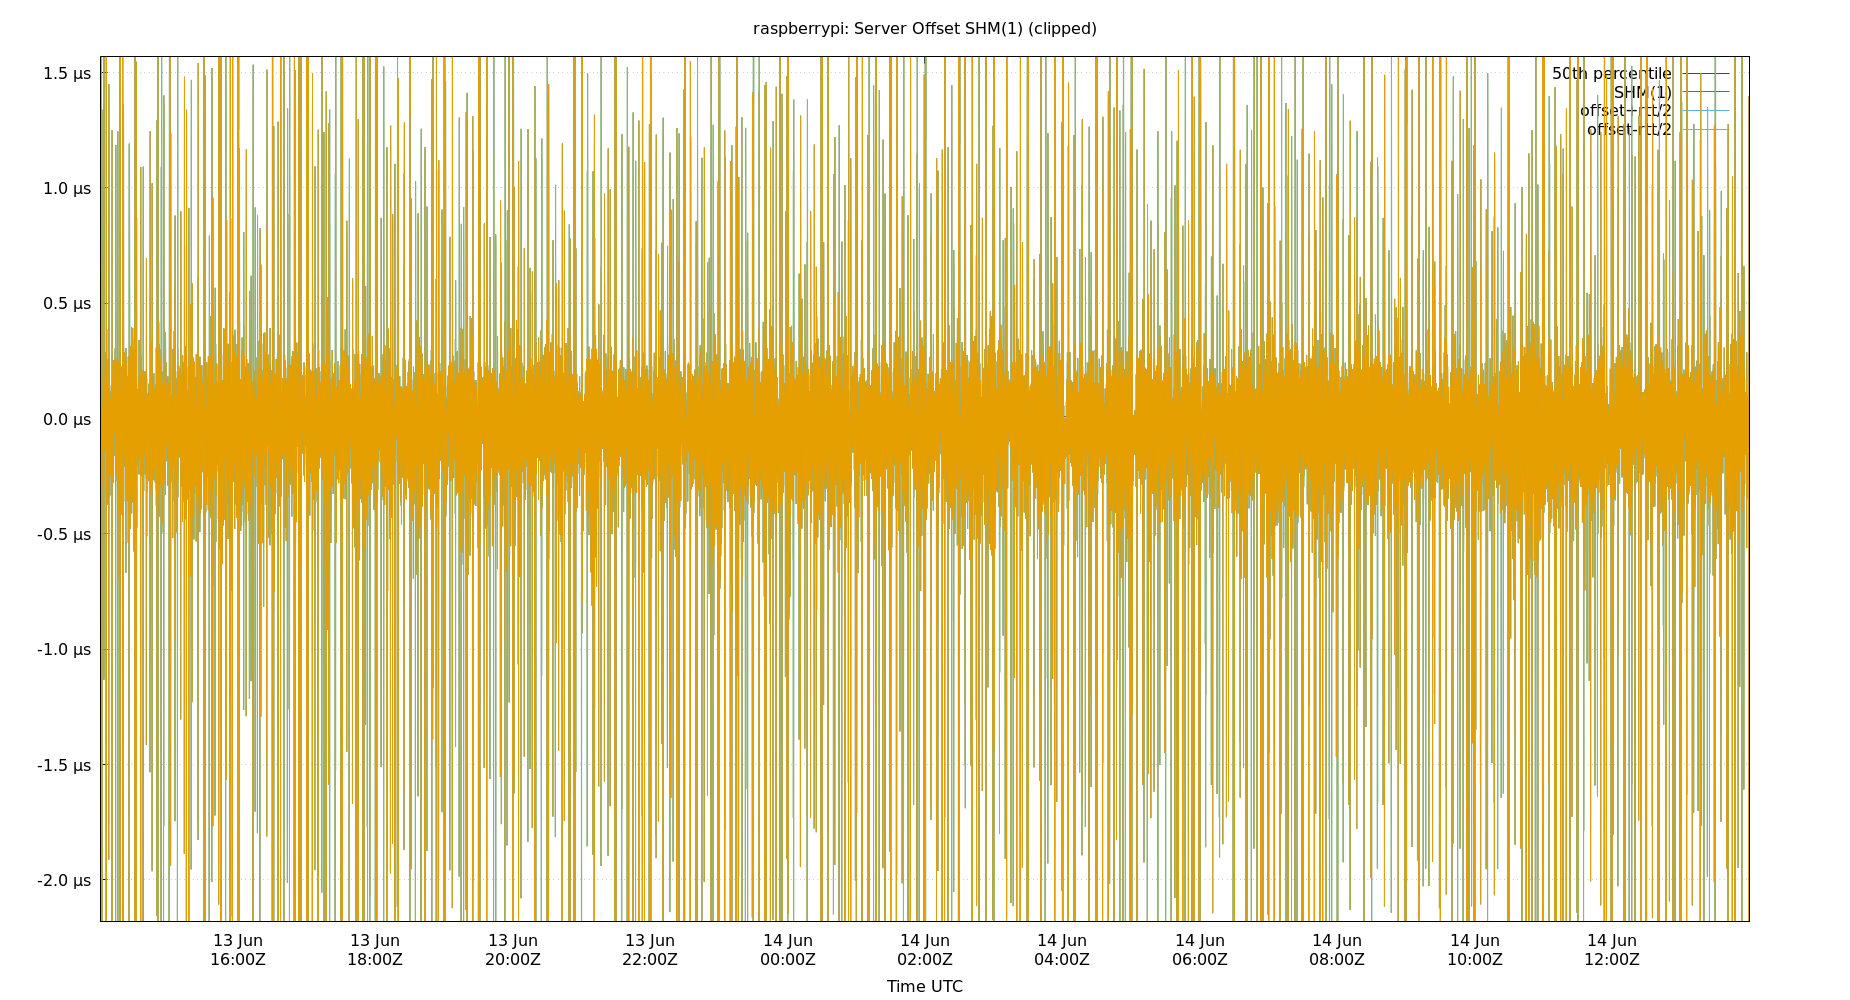 raspberrypi: Server Offset SHM(1) (clipped)
1.5 µs
1.0 µs
0.5 µs
0.0 µs
-0.5 µs
-1.0 µs
-1.5 µs
-2.0 µs
50th percentile
SHM(1)
offset+rtt/2
offset-rtt/2
13 Jun 13 Jun 13 Jun 13 Jun 14 Jun 14 Jun 14 Jun 14 Jun 14 Jun 14 Jun 14 Jun
16:00Z 18:00Z 20:00Z 22:00Z 00:00Z 02:00Z 04:00Z 06:00Z 08:00Z 10:00Z 12:00Z
Time UTC